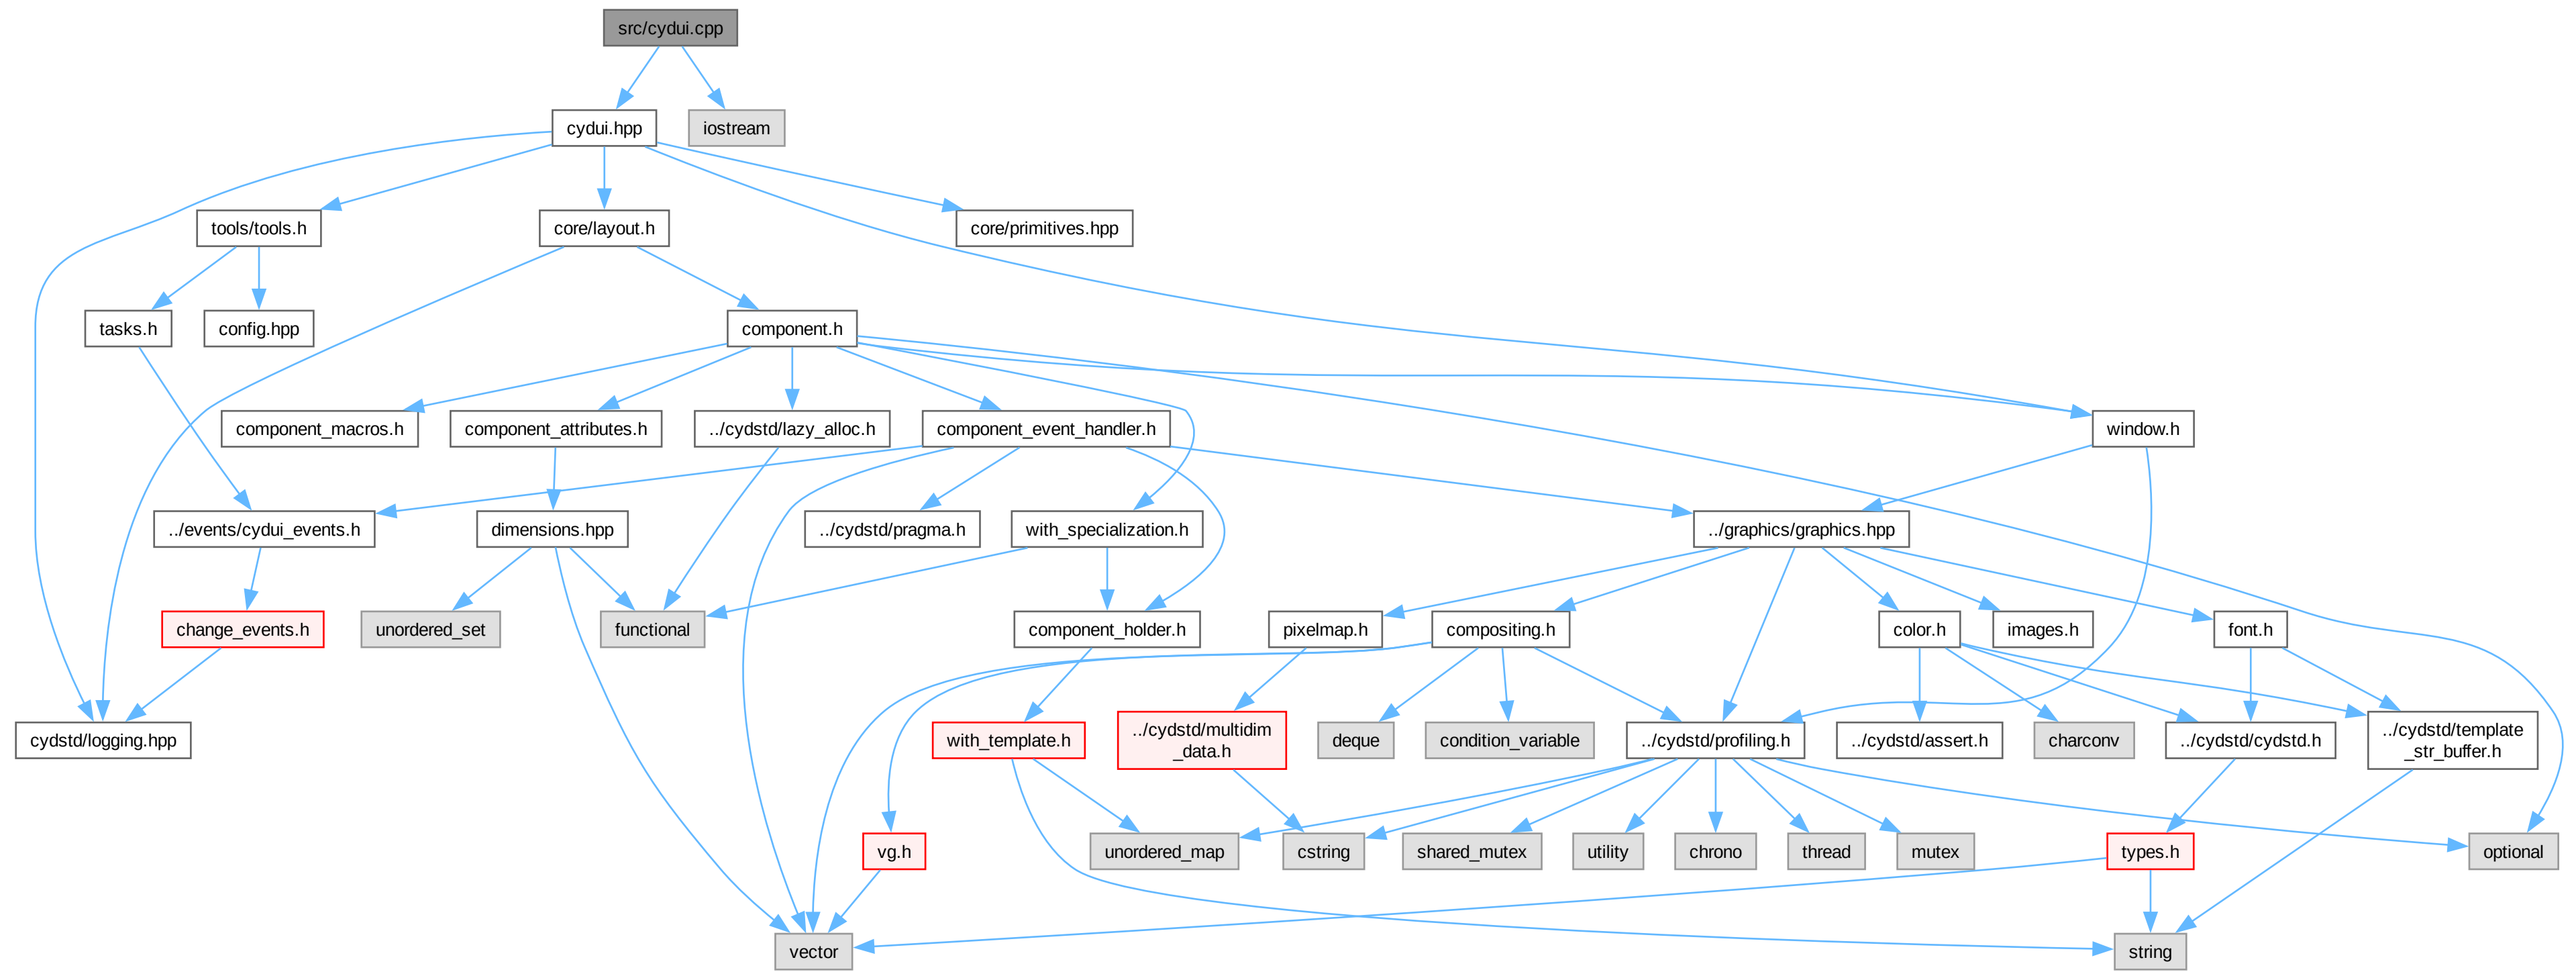 src/cydui.cpp
cydui.hpp
iostream
tools/tools.h
core/layout.h
core/primitives.hpp
tasks.h
config.hpp
component.h
component_macros.h
component_attributes.h
../cydstd/lazy_alloc.h
component_event_handler.h
window.h
../events/cydui_events.h
dimensions.hpp
../cydstd/pragma.h
with_specialization.h
../graphics/graphics.hpp
change_events.h
unordered_set
functional
component_holder.h
pixelmap.h
compositing.h
color.h
images.h
font.h
cydstd/logging.hpp
with_template.h
../cydstd/multidim
_data.h
deque
condition_variable
../cydstd/profiling.h
../cydstd/assert.h
charconv
../cydstd/cydstd.h
../cydstd/template
_str_buffer.h
vg.h
unordered_map
cstring
shared_mutex
utility
chrono
thread
mutex
types.h
optional
vector
string